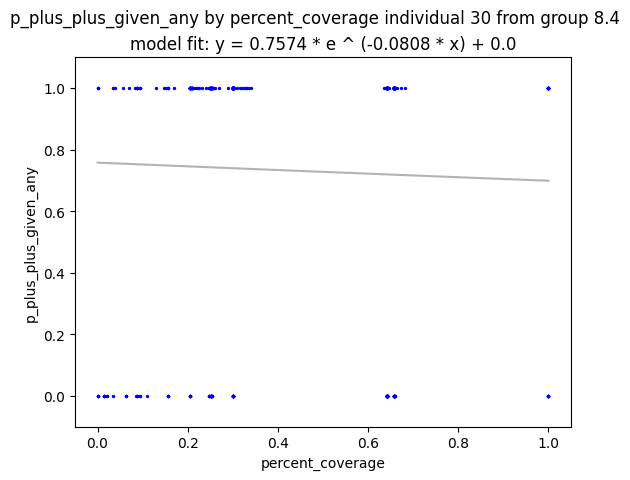 p_plus_plus_given_any by percent_coverage individual 30 from group 8.4
model fit: y = 0.7574 * e ^ (-0.0808 * x) + 0.0
1.0
0.8
0.6
0.4
0.2
0.0
p_plus_plus_given_any
0.0 0.2 0.4 0.6 0.8 1.0
percent_coverage